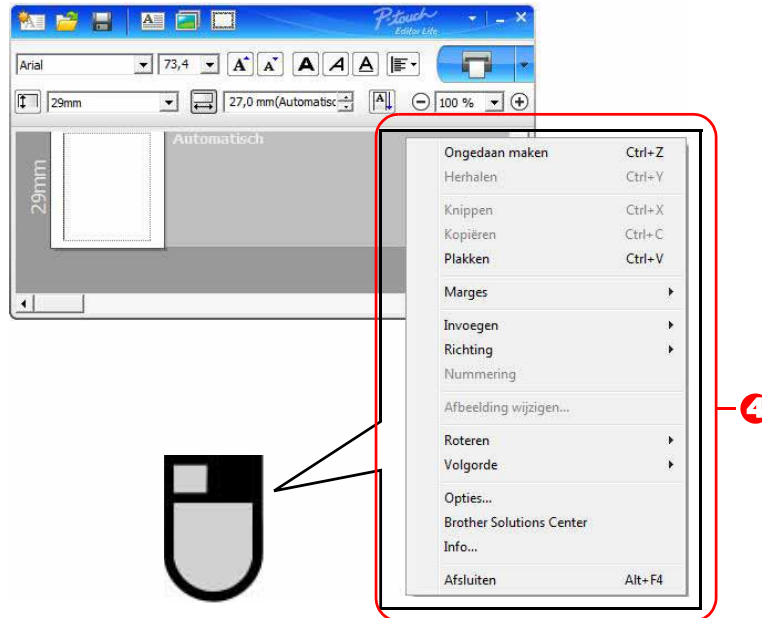 P-touch
Editor Lite
Arial
73,4
A A A A A
29mm
27,0 mm(Automatisc
A
100 %
Automatisch
29mm
Ongedaan maken Ctrl+Z
Herhalen Ctrl+Y
Knippen Ctrl+X
Kopiëren Ctrl+C
Plakken Ctrl+V
Marges
Invoegen
Richting
Nummering
Afbeelding wijzigen...
Roteren
Volgorde
Opties...
Brother Solutions Center
Info...
Afsluiten Alt+F4
4